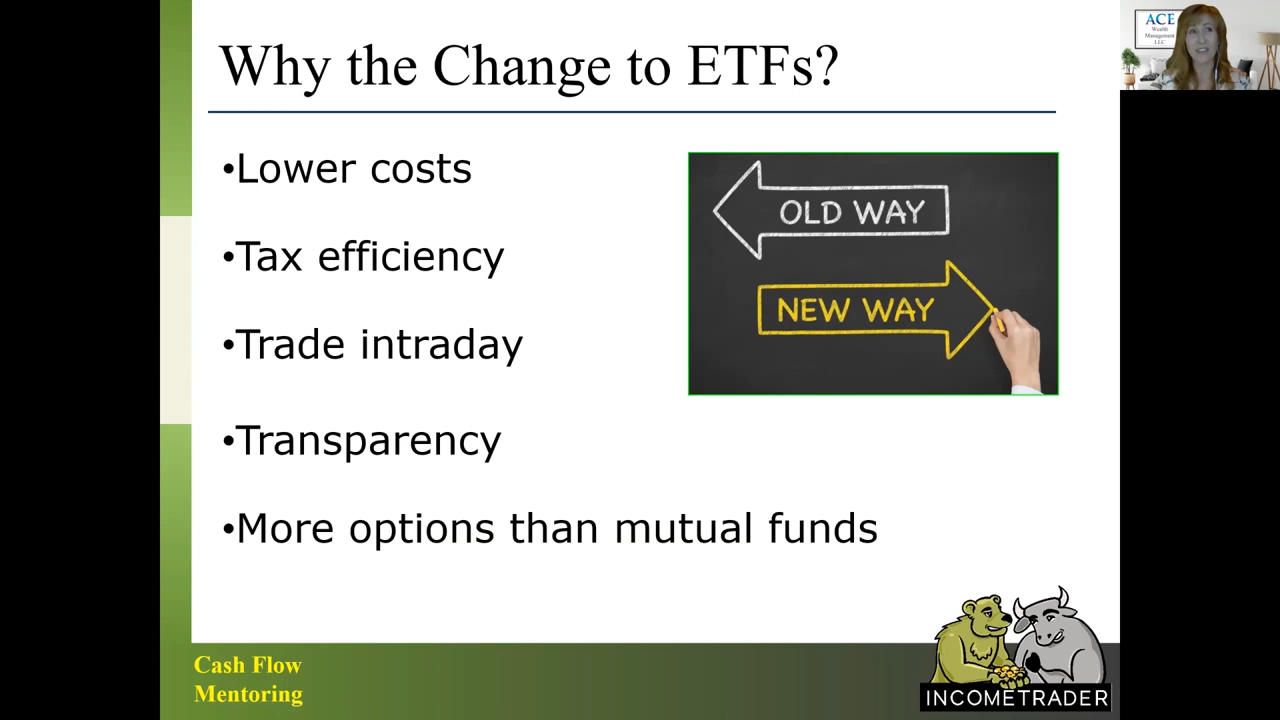 Why the Change to ETFs?
•Lower costs
•Tax efficiency
•Trade intraday
•Transparency
•More options than mutual funds
OLD WAY
NEW WAY
Cash Flow
Mentoring
INCOMETRADER
ACE
Wealth
Management
LLC